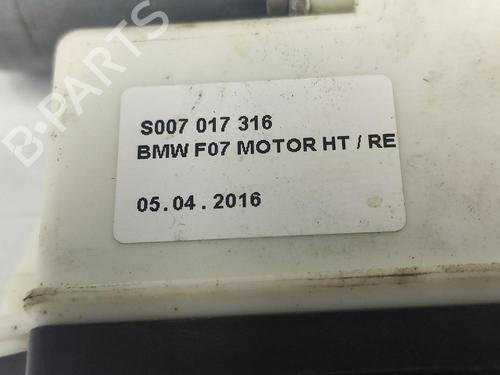 B-PARTS
S007 017 316
BMW F07 MOTOR HT / RE
05.04.2016